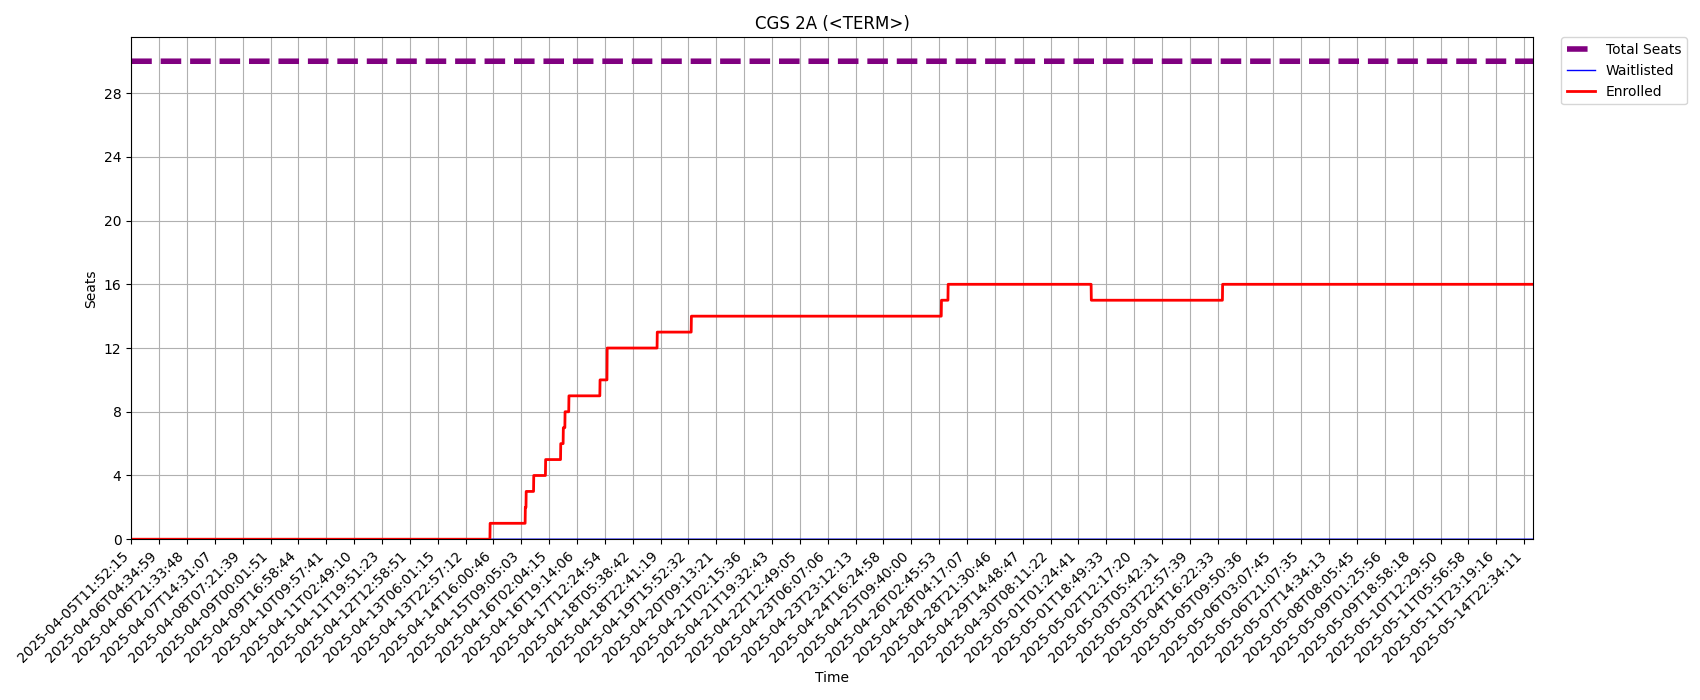 CGS 2A (<TERM>)
Total Seats
Waitlisted
Enrolled
Seats
28
24
20
16
12
8
4
0
2025-04-05T11:52:15
2025-04-06T04:34:59
2025-04-06T21:33:48
2025-04-07T14:31:07
2025-04-08T07:21:39
2025-04-09T00:01:51
2025-04-09T16:58:44
2025-04-10T09:57:41
2025-04-11T02:49:10
2025-04-11T19:51:23
2025-04-12T12:58:51
2025-04-13T06:01:15
2025-04-13T22:57:12
2025-04-14T16:00:46
2025-04-15T09:05:03
2025-04-16T02:04:15
2025-04-16T19:14:06
2025-04-17T12:24:54
2025-04-18T05:38:42
2025-04-18T22:41:19
2025-04-19T15:52:32
2025-04-20T09:13:21
2025-04-21T02:15:36
2025-04-21T19:32:43
2025-04-22T12:49:05
2025-04-23T06:07:06
2025-04-23T23:12:13
2025-04-24T16:24:58
2025-04-25T09:40:00
2025-04-26T02:45:53
2025-04-28T04:17:07
2025-04-28T21:30:46
2025-04-29T14:48:47
2025-04-30T08:11:22
2025-05-01T01:24:41
2025-05-01T18:49:33
2025-05-02T12:17:20
2025-05-03T05:42:31
2025-05-03T22:57:39
2025-05-04T16:22:33
2025-05-05T09:50:36
2025-05-06T03:07:45
2025-05-06T21:07:35
2025-05-07T14:34:13
2025-05-08T08:05:45
2025-05-09T01:25:56
2025-05-09T18:58:18
2025-05-10T12:29:50
2025-05-11T05:56:58
2025-05-11T23:19:16
2025-05-14T22:34:11
Time